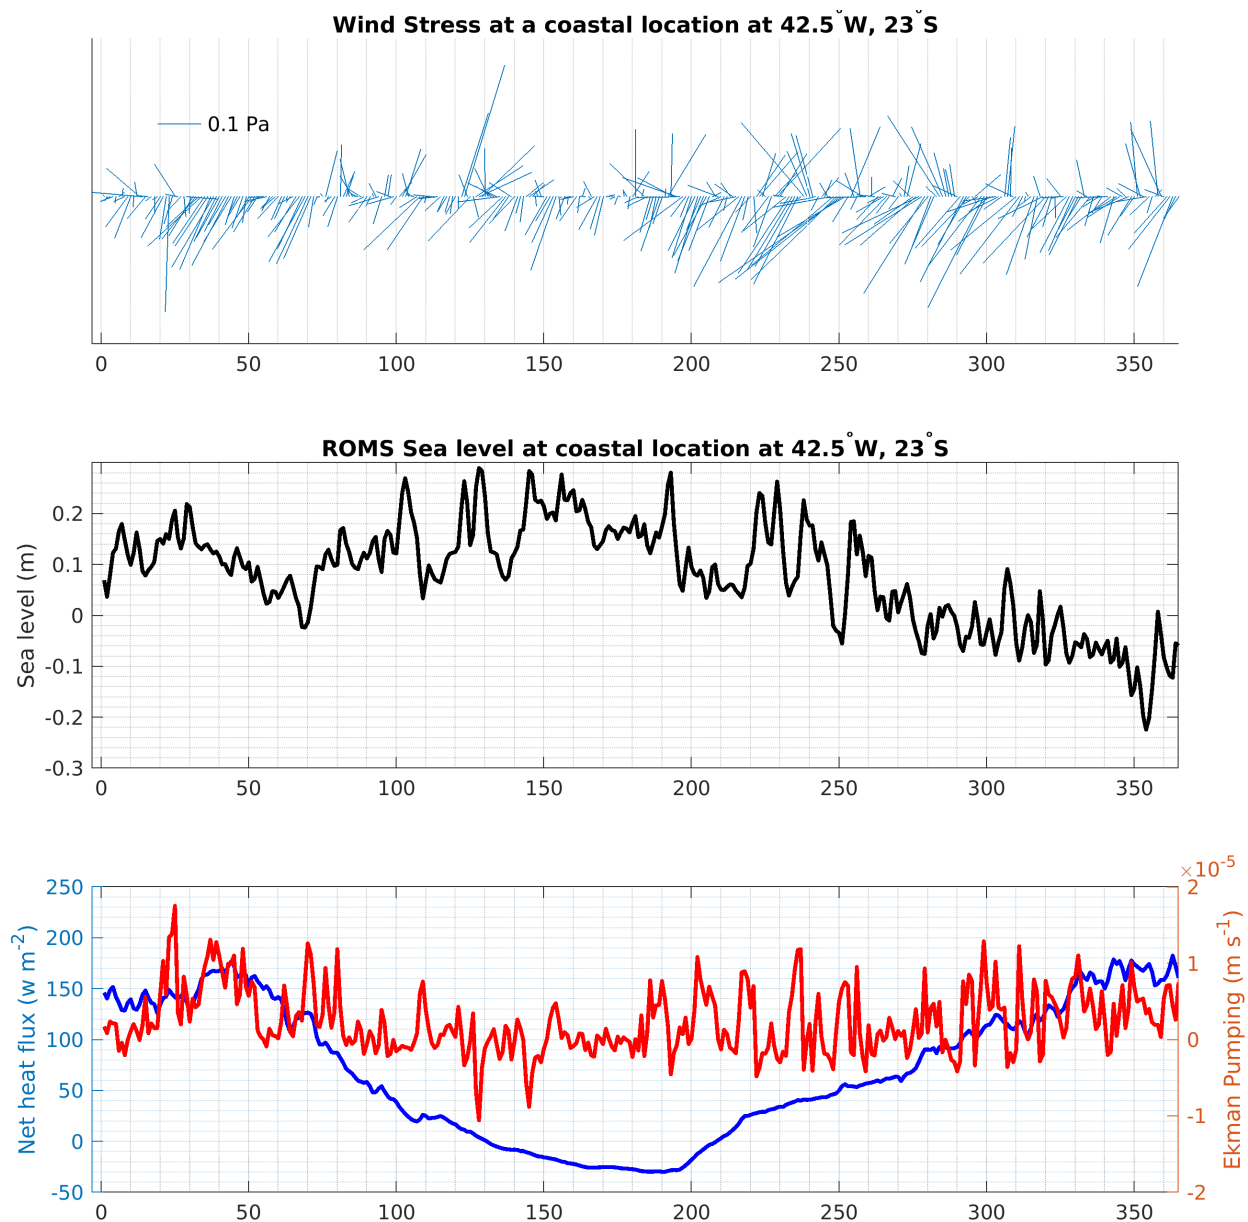 Wind Stress at a coastal location at 42.5°W, 23°S
0.1 Pa
0 50 100 150 200 250 300 350
ROMS Sea level at coastal location at 42.5°W, 23°S
Sea level (m)
0.2
0.1
0
-0.1
-0.2
-0.3
0 50 100 150 200 250 300 350
×10⁻⁵
Net heat flux (w m⁻²)
250
200
150
100
50
0
-50
2
1
0
-1
-2
Ekman Pumping (m s⁻¹)
0 50 100 150 200 250 300 350